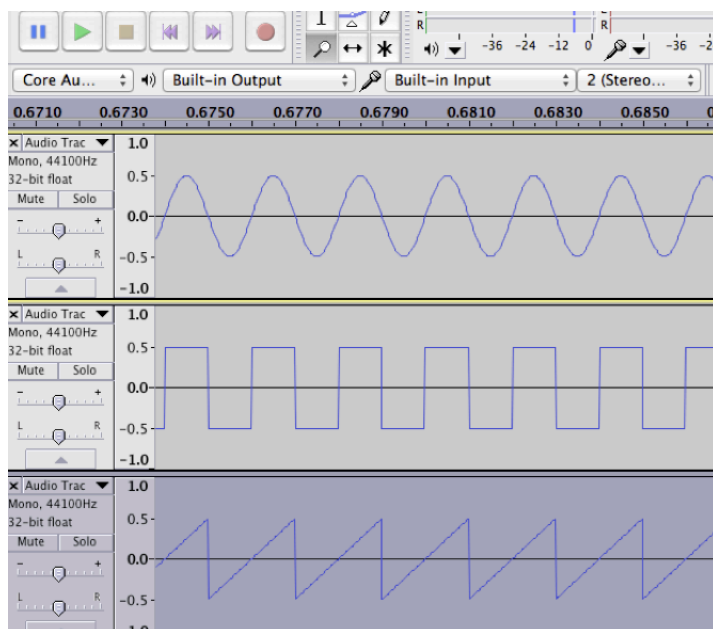 L
R
R
-36 -24 -12 0 -36 -2
Core Au... Built-in Output Built-in Input 2 (Stereo...
0.6710 0.6730 0.6750 0.6770 0.6790 0.6810 0.6830 0.6850 0
Audio Trac 1.0
Mono, 44100Hz
32-bit float 0.5
Mute Solo
- + 0.0
L R -0.5
-1.0
Audio Trac 1.0
Mono, 44100Hz
32-bit float 0.5
Mute Solo
- + 0.0
L R -0.5
-1.0
Audio Trac 1.0
Mono, 44100Hz
32-bit float 0.5
Mute Solo
- + 0.0
L R -0.5
-1.0